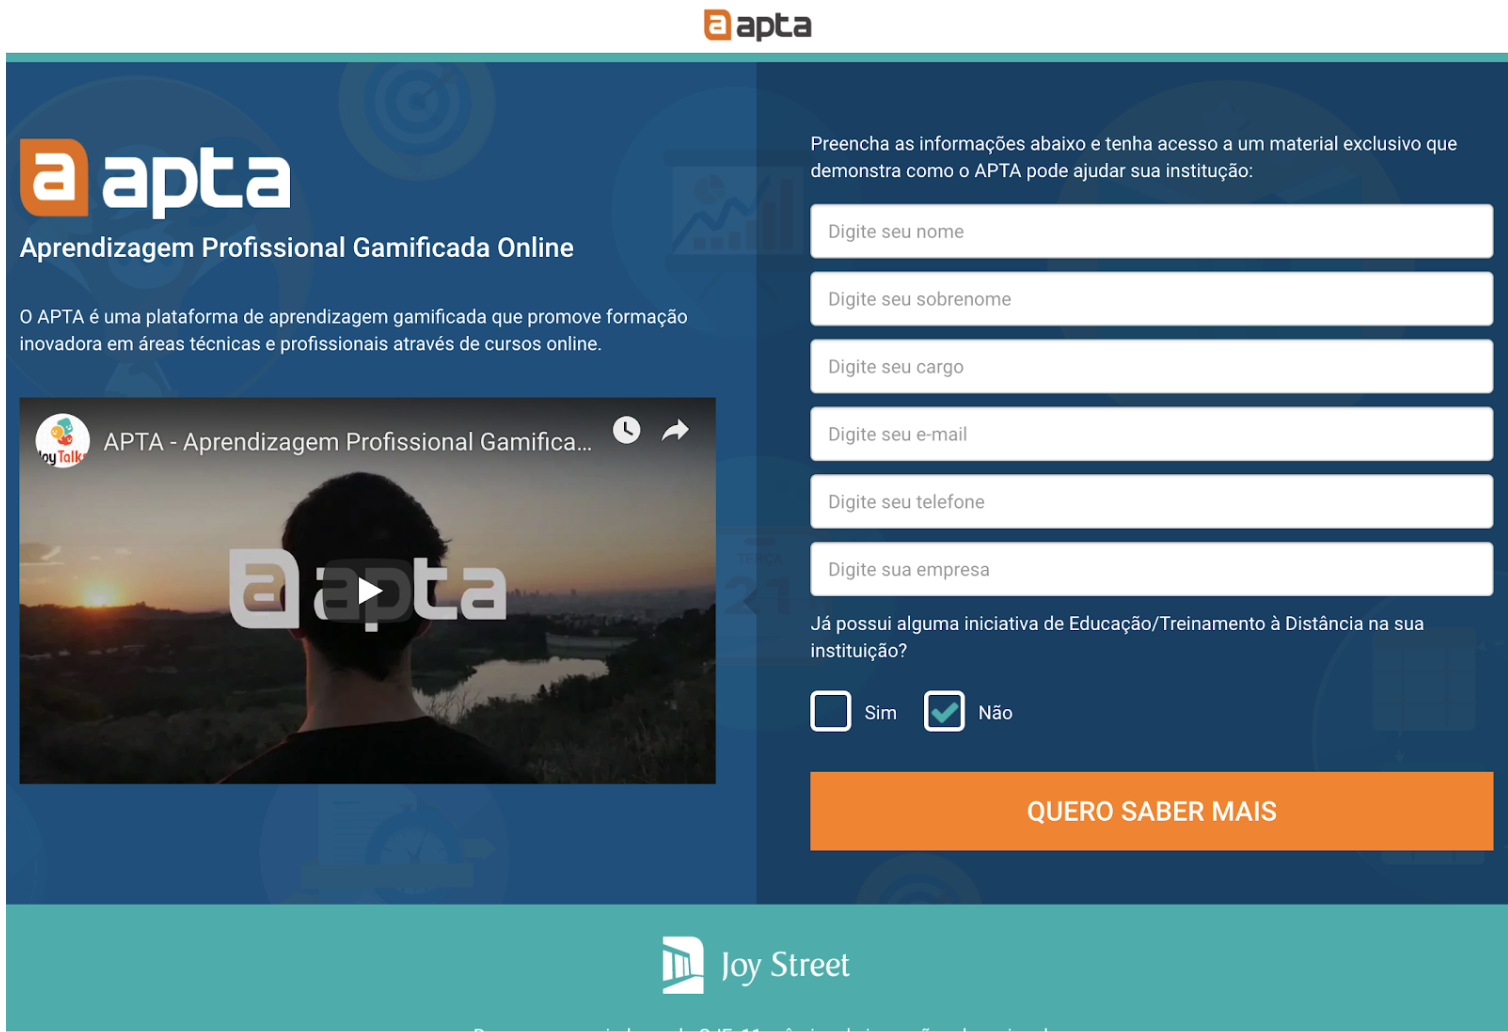 apta
apta
Aprendizagem Profissional Gamificada Online
O APTA é uma plataforma de aprendizagem gamificada que promove formação
inovadora em áreas técnicas e profissionais através de cursos online.
Joy Talks
APTA - Aprendizagem Profissional Gamifica...
apta
TERÇA
21
Preencha as informações abaixo e tenha acesso a um material exclusivo que
demonstra como o APTA pode ajudar sua instituição:
Digite seu nome
Digite seu sobrenome
Digite seu cargo
Digite seu e-mail
Digite seu telefone
Digite sua empresa
Já possui alguma iniciativa de Educação/Treinamento à Distância na sua
instituição?
Sim Não
QUERO SABER MAIS
Joy Street